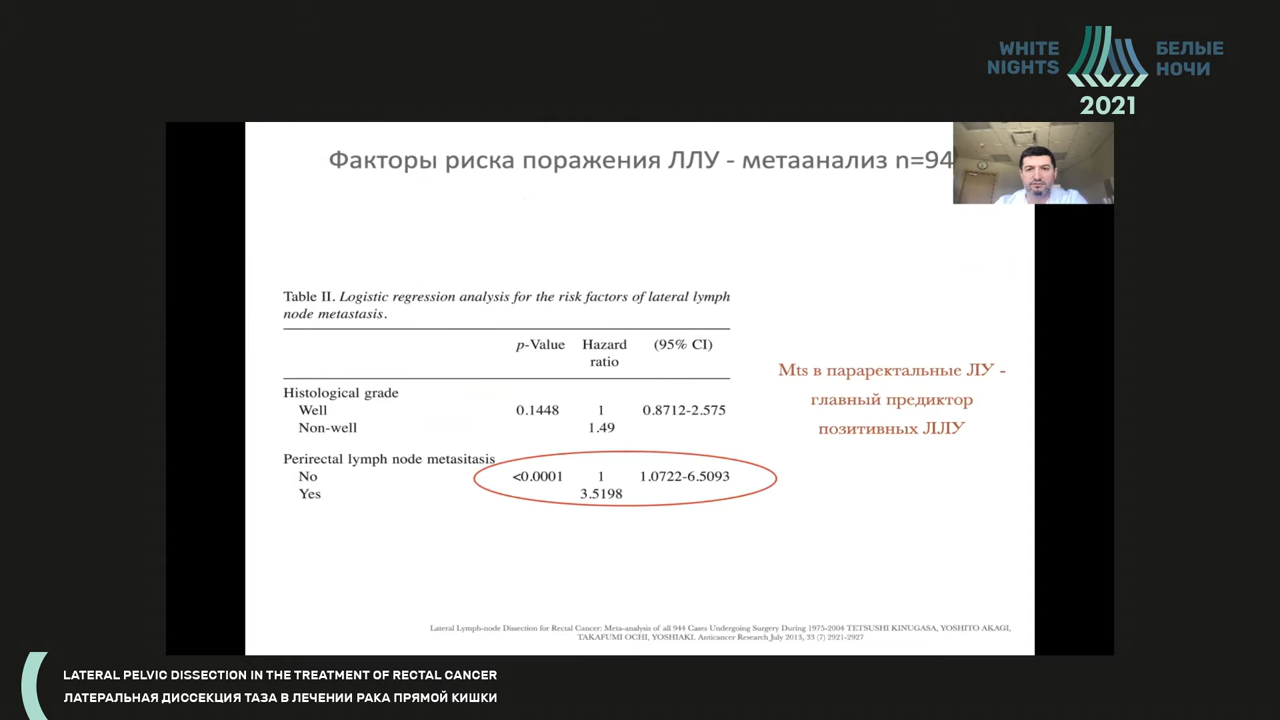 WHITE
NIGHTS
БЕЛЫЕ
НОЧИ
2021
Факторы риска поражения ЛЛУ - метаанализ n=94
Table II. Logistic regression analysis for the risk factors of lateral lymph
node metastasis.
p-Value Hazard (95% CI)
ratio
Histological grade
Well 0.1448 1 0.8712-2.575
Non-well 1.49
Perirectal lymph node metasitasis
No <0.0001 1 1.0722-6.5093
Yes 3.5198
Mts в параректальные ЛУ -
главный предиктор
позитивных ЛЛУ
Lateral Lymph-node Dissection for Rectal Cancer: Meta-analysis of all 944 Cases Undergoing Surgery During 1975-2004 TETSUSHI KINUGASA, YOSHITO AKAGI,
TAKAFUMI OCHI, YOSHIAKI. Anticancer Research July 2013, 33 (7) 2921-2927
LATERAL PELVIC DISSECTION IN THE TREATMENT OF RECTAL CANCER
ЛАТЕРАЛЬНАЯ ДИССЕКЦИЯ ТАЗА В ЛЕЧЕНИИ РАКА ПРЯМОЙ КИШКИ